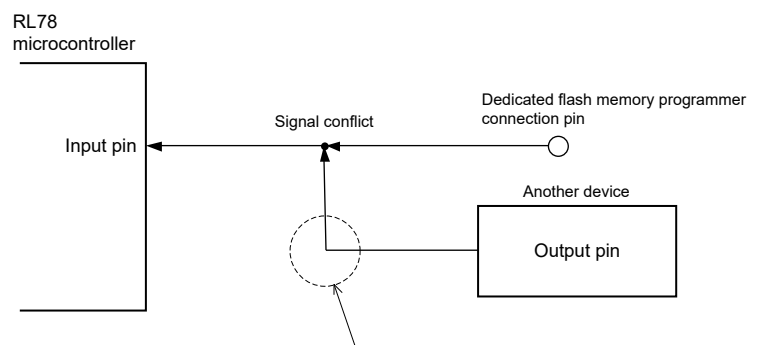 RL78
microcontroller
Dedicated flash memory programmer
connection pin
Signal conflict
Input pin
Another device
Output pin